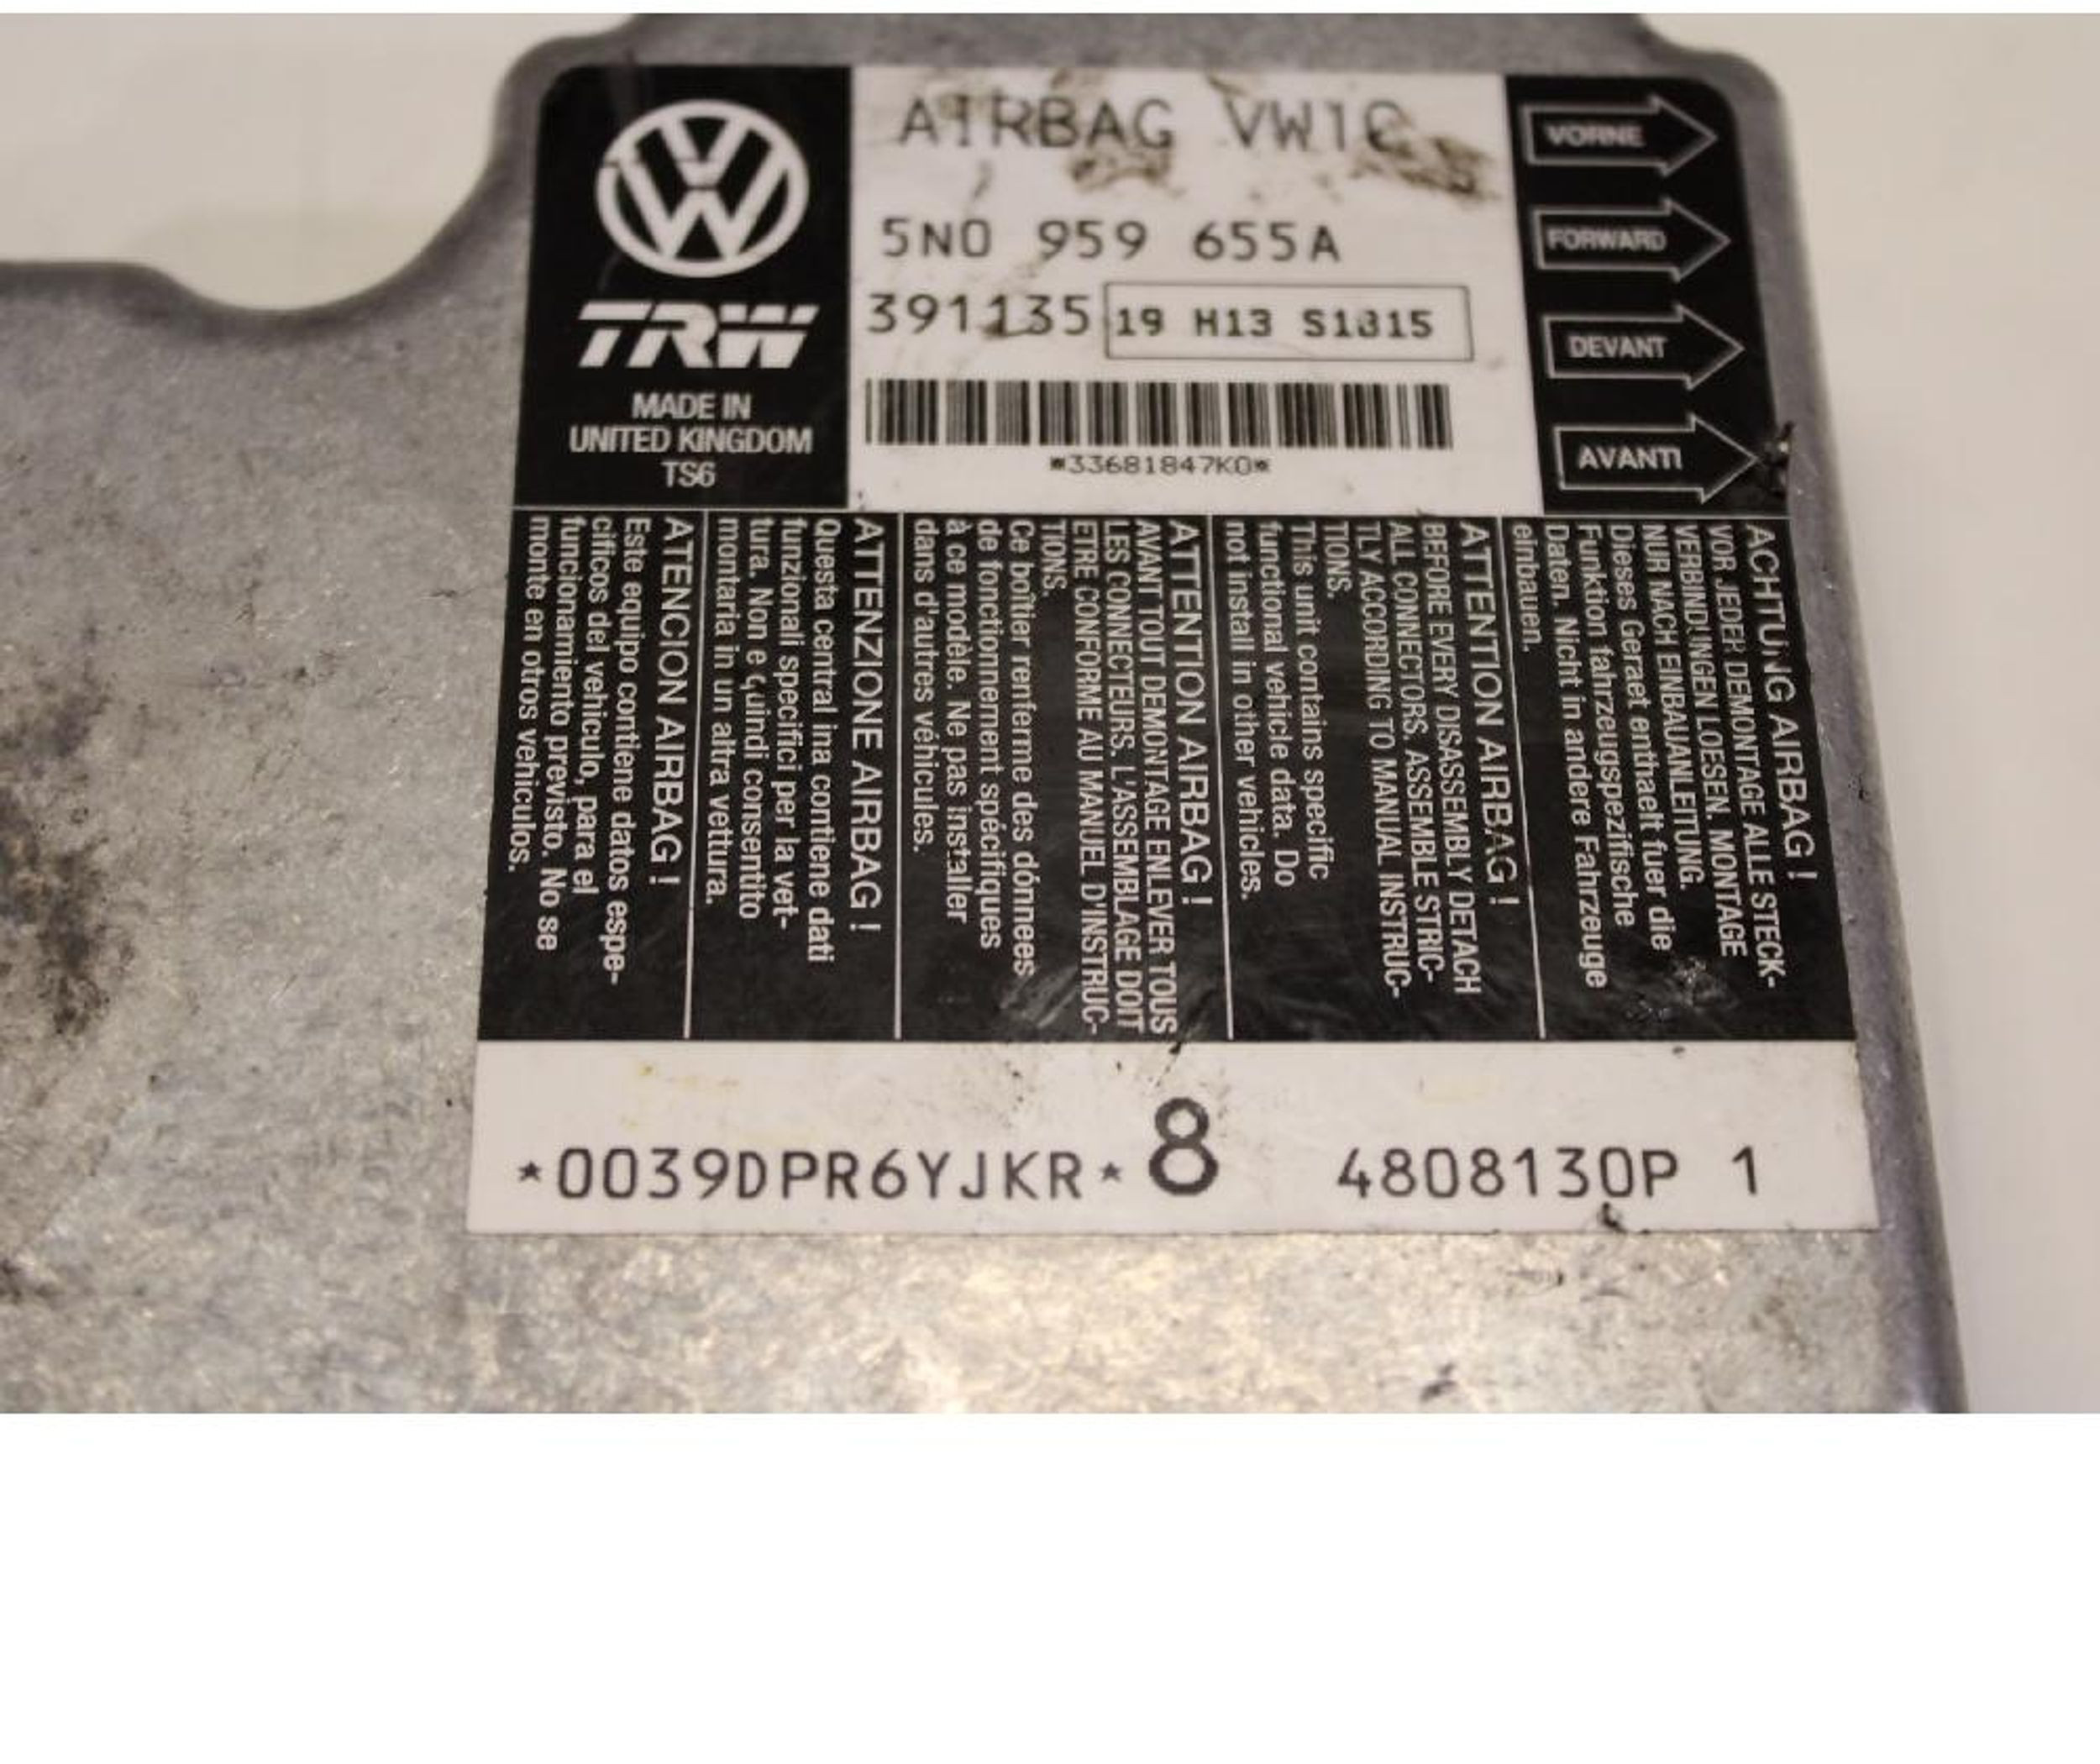 AIRBAG VW10
5N0 959 655A
391135 19 H13 S1815
*33681847K0*
TRW
MADE IN
UNITED KINGDOM
TS6
VORNE
FORWARD
DEVANT
AVANTI
ACHTUNG AIRBAG !
VOR JEDER DEMONTAGE ALLE STECK-
VERBINDUNGEN LOESEN. MONTAGE
NUR NACH EINBAUANLEITUNG.
Dieses Geraet enthaelt fuer die
Funktion fahrzeugspezifische
Daten. Nicht in andere Fahrzeuge
einbauen.
ATTENTION AIRBAG !
BEFORE EVERY DISASSEMBLY DETACH
ALL CONNECTORS. ASSEMBLE STRIC-
TLY ACCORDING TO MANUAL INSTRUC-
TIONS.
This unit contains specific
functional vehicle data. Do
not install in other vehicles.
ATTENTION AIRBAG !
AVANT TOUT DEMONTAGE ENLEVER TOUS
LES CONNECTEURS. L'ASSEMBLAGE DOIT
ETRE CONFORME AU MANUEL D'INSTRUC-
TIONS.
Ce boîtier renferme des dónnees
de fonctionnement spécifiques
à ce modèle. Ne pas installer
dans d'autres véhicules.
ATTENZIONE AIRBAG !
Questa central ina contiene dati
funzionali specifici per la vet-
tura. Non e quindi consentito
montaria in un altra vettura.
ATENCION AIRBAG !
Este equipo contiene datos espe-
cificos del vehiculo, para el
funcionamiento previsto. No se
monte en otros vehiculos.
*0039DPR6YJKR* 8 4808130P 1